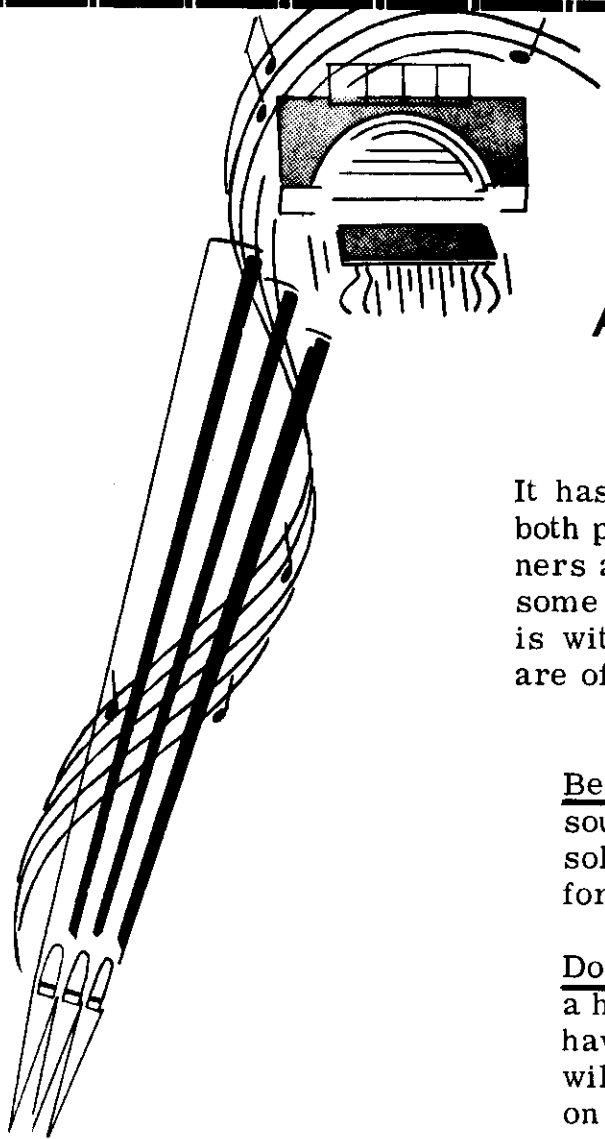 A
It has
both p
ners a
some
is wit
are of
Be
sou
sol
for
Do
a h
hav
wil
on